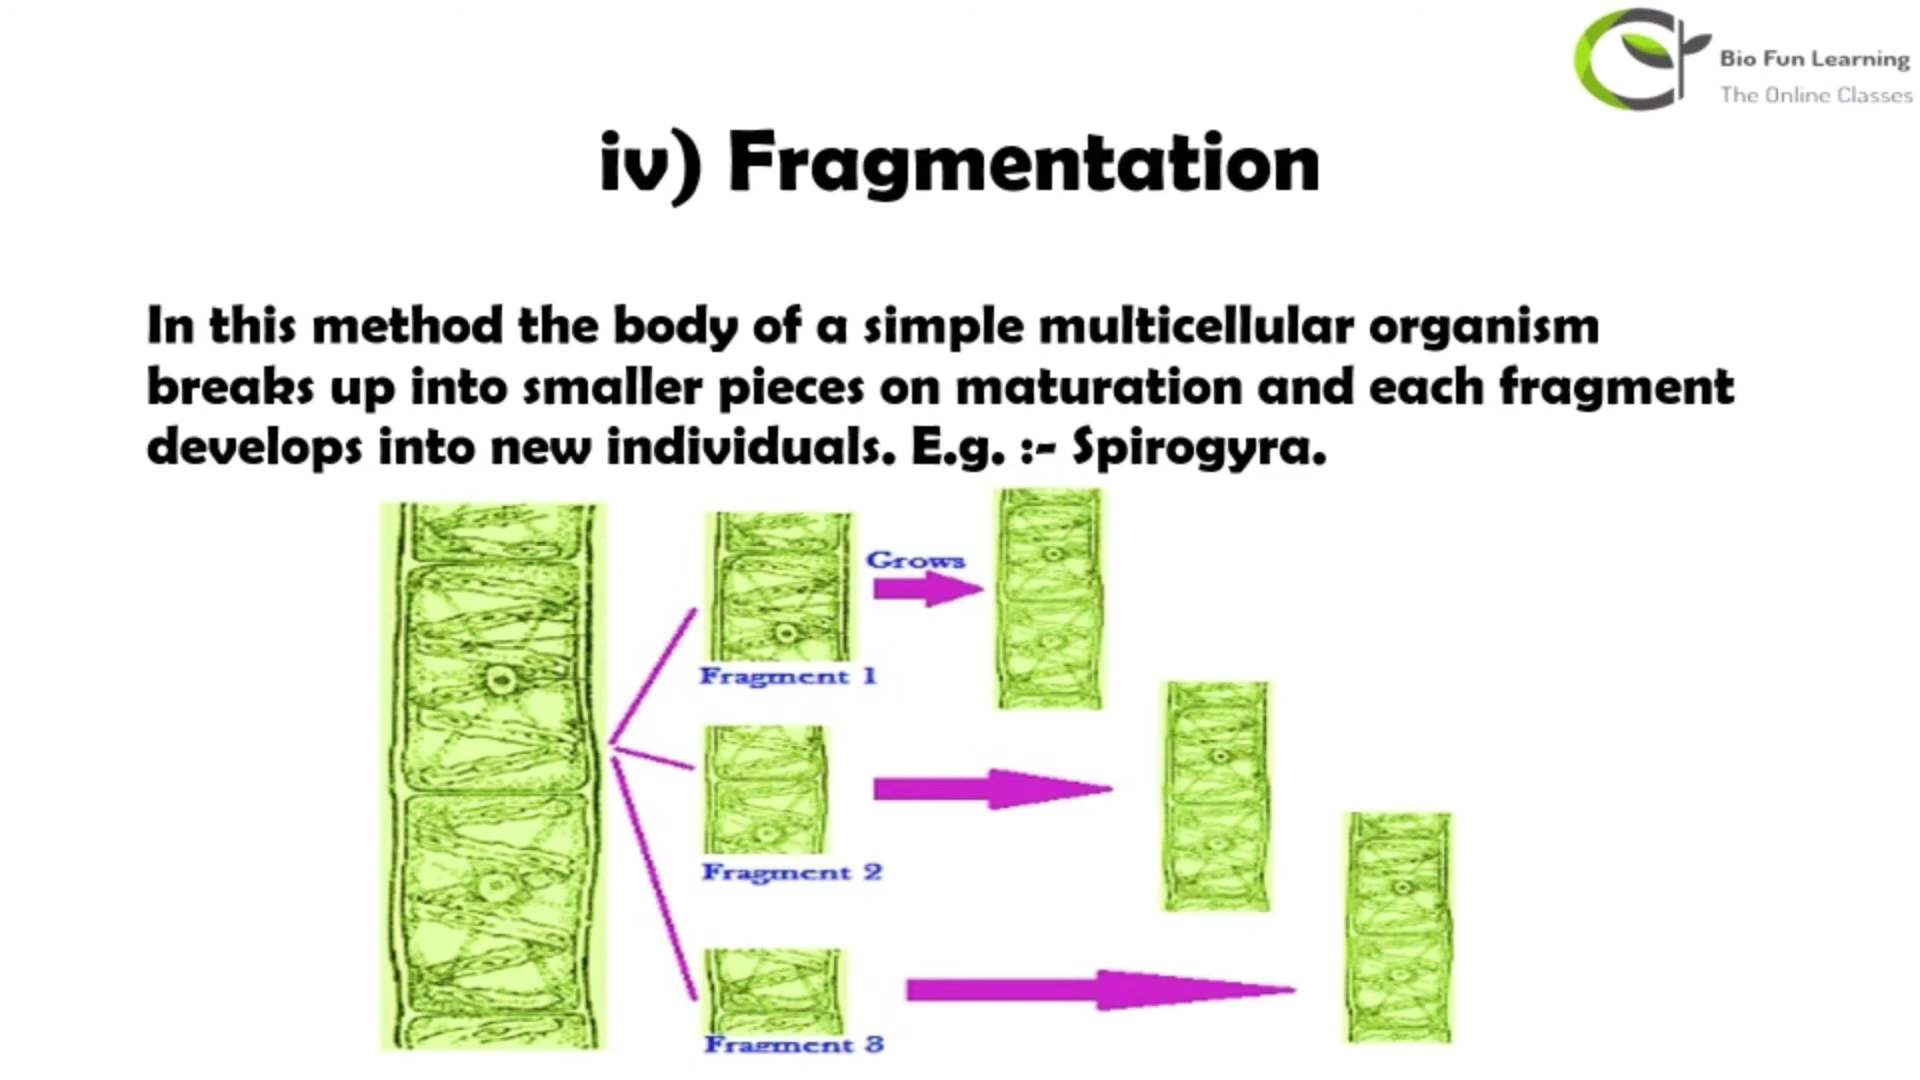 Bio Fun Learning
The Online Classes
iv) Fragmentation
In this method the body of a simple multicellular organism
breaks up into smaller pieces on maturation and each fragment
develops into new individuals. E.g. :- Spirogyra.
Grows
Fragment 1
Fragment 2
Fragment 3